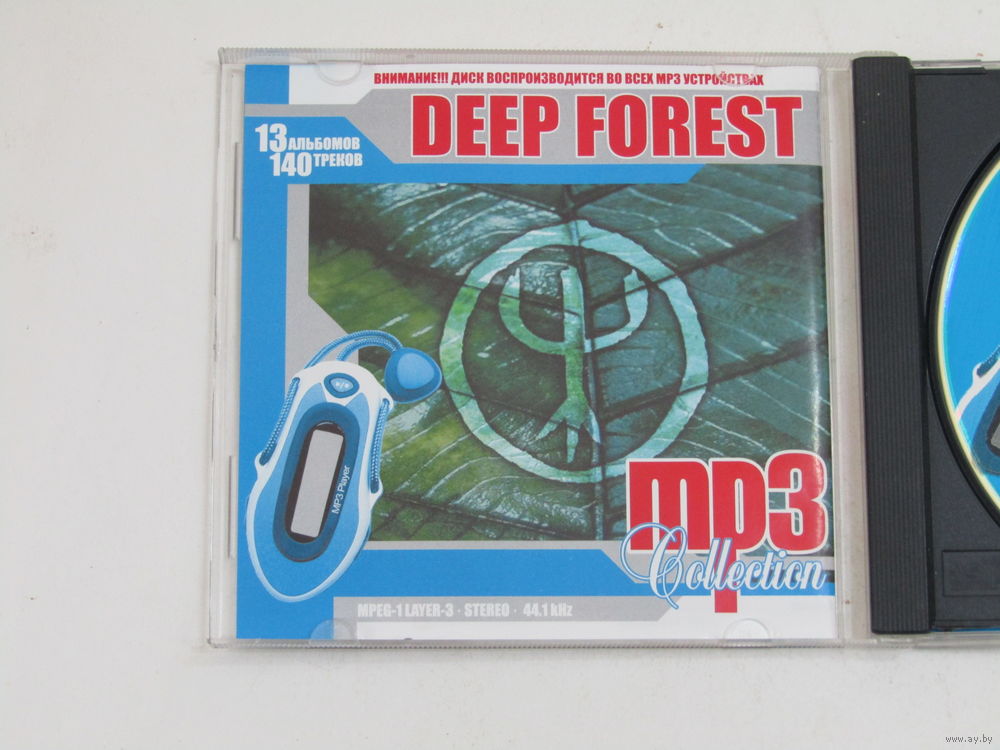 ВНИМАНИЕ!!! ДИСК ВОСПРОИЗВОДИТСЯ ВО ВСЕХ MP3 УСТРОЙСТВАХ
DEEP FOREST
13 АЛЬБОМОВ
140 ТРЕКОВ
MP3 Player
mp3
Collection
MPEG-1 LAYER-3 · STEREO · 44.1 kHz
www.ay.by